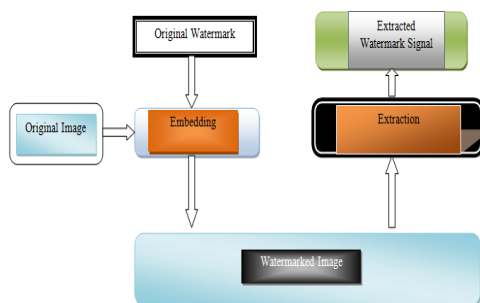 Original Watermark
Extracted
Watermark Signal
Original Image
Embedding
Extraction
Watermarked Image